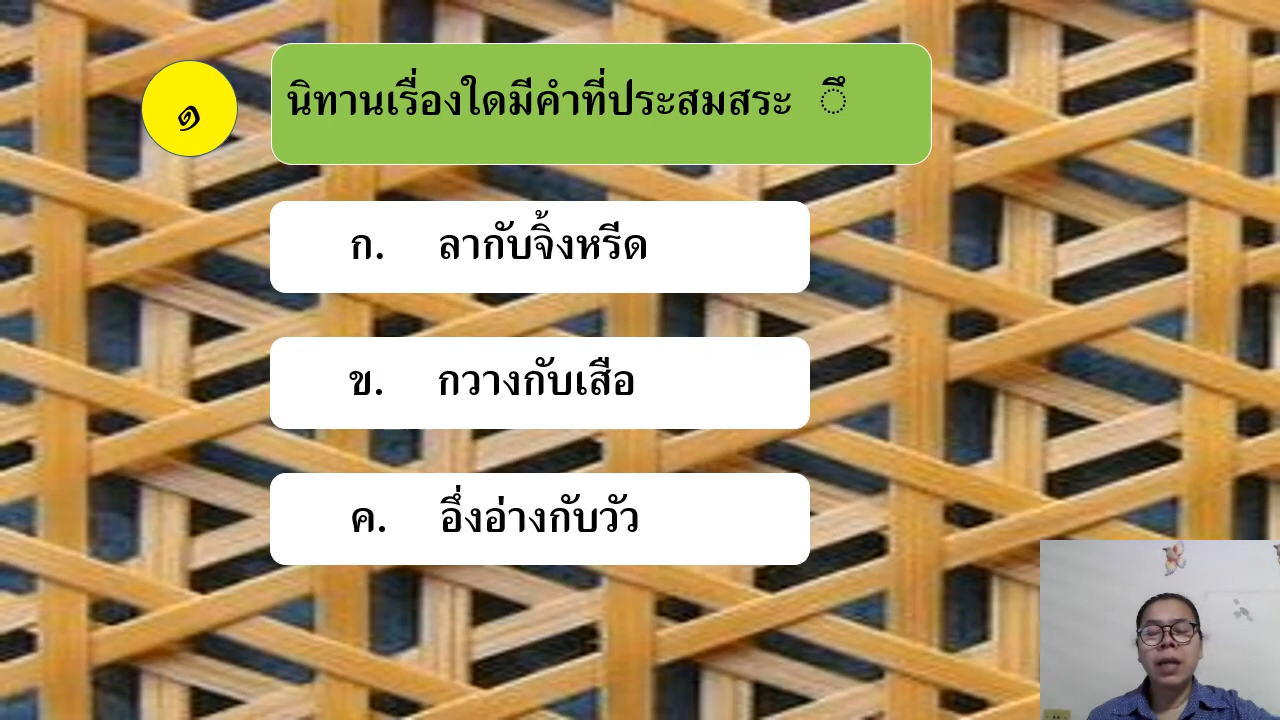 ๑
นิทานเรื่องใดมีคำที่ประสมสระ  ึ
ก. ลากับจิ้งหรีด
ข. กวางกับเสือ
ค. อึ่งอ่างกับวัว